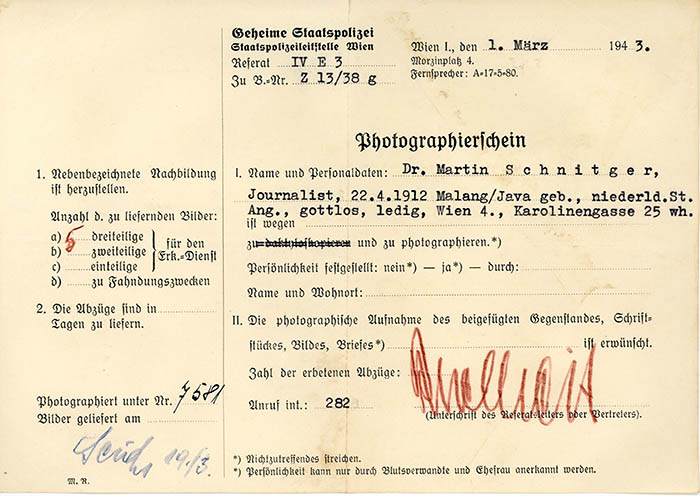 Geheime Staatspolizei
Staatspolizeileitstelle Wien
Referat IV E 3
Zu B.-Nr. Z 13/38 g
Wien I., den 1. März 1943.
Morzinplatz 4.
Fernsprecher: A-17-5-80.
Photographierschein
1. Nebenbezeichnete Nachbildung
ist herzustellen.
Anzahl d. zu liefernden Bilder:
a) 5 dreiteilige
b) zweiteilige
c) einteilige
für den
Erk.-Dienst
d) zu Fahndungszwecken
2. Die Abzüge sind in
Tagen zu liefern.
Photographiert unter Nr. 7581
Bilder geliefert am
19./3.
M. R.
I. Name und Personaldaten: Dr. Martin Schnitger,
Journalist, 22.4.1912 Malang/Java geb., niederld.St.
Ang., gottlos, ledig, Wien 4., Karolinengasse 25 wh.
ist wegen
zu daktyloskopieren und zu photographieren.*)
Persönlichkeit festgestellt: nein*) — ja*) — durch:
Name und Wohnort:
II. Die photographische Aufnahme des beigefügten Gegenstandes, Schrift-
stückes, Bildes, Briefes*) ist erwünscht.
Zahl der erbetenen Abzüge:
Anruf int.: 282
(Unterschrift des Referatsleiters oder Vertreters).
*) Nichtzutreffendes streichen.
*) Persönlichkeit kann nur durch Blutsverwandte und Ehefrau anerkannt werden.